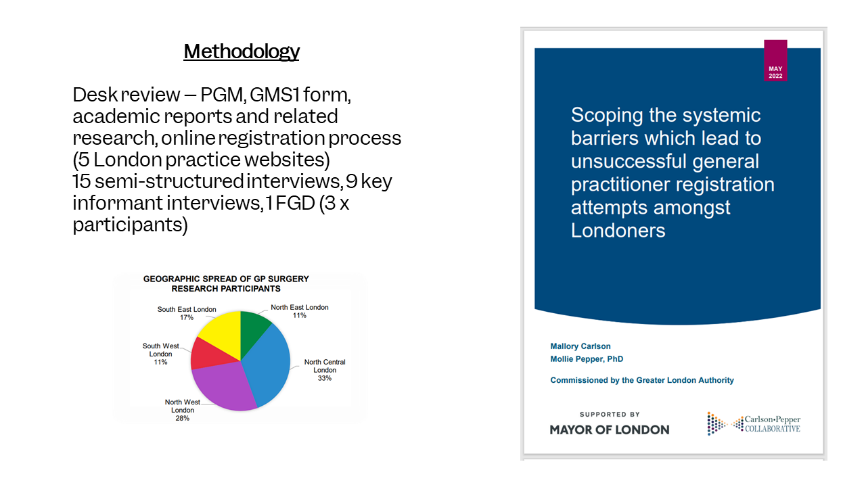 Methodology
Desk review – PGM, GMS1 form,
academic reports and related
research, online registration process
(5 London practice websites)
15 semi-structured interviews, 9 key
informant interviews, 1 FGD (3 x
participants)
GEOGRAPHIC SPREAD OF GP SURGERY
RESEARCH PARTICIPANTS
South East London
17%
North East London
11%
South West
London
11%
North Central
London
33%
North West
London
28%
MAY
2022
Scoping the systemic
barriers which lead to
unsuccessful general
practitioner registration
attempts amongst
Londoners
Mallory Carlson
Mollie Pepper, PhD
Commissioned by the Greater London Authority
SUPPORTED BY
MAYOR OF LONDON
Carlson•Pepper
COLLABORATIVE